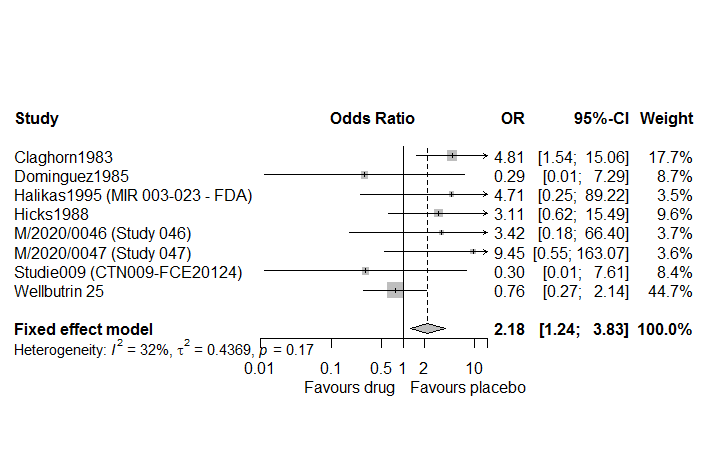 Study Odds Ratio OR 95%-CI Weight
Claghorn1983 4.81 [1.54; 15.06] 17.7%
Dominguez1985 0.29 [0.01; 7.29] 8.7%
Halikas1995 (MIR 003-023 - FDA) 4.71 [0.25; 89.22] 3.5%
Hicks1988 3.11 [0.62; 15.49] 9.6%
M/2020/0046 (Study 046) 3.42 [0.18; 66.40] 3.7%
M/2020/0047 (Study 047) 9.45 [0.55; 163.07] 3.6%
Studie009 (CTN009-FCE20124) 0.30 [0.01; 7.61] 8.4%
Wellbutrin 25 0.76 [0.27; 2.14] 44.7%
Fixed effect model 2.18 [1.24; 3.83] 100.0%
Heterogeneity: I² = 32%, τ² = 0.4369, p = 0.17
0.01 0.1 0.5 1 2 10
Favours drug Favours placebo